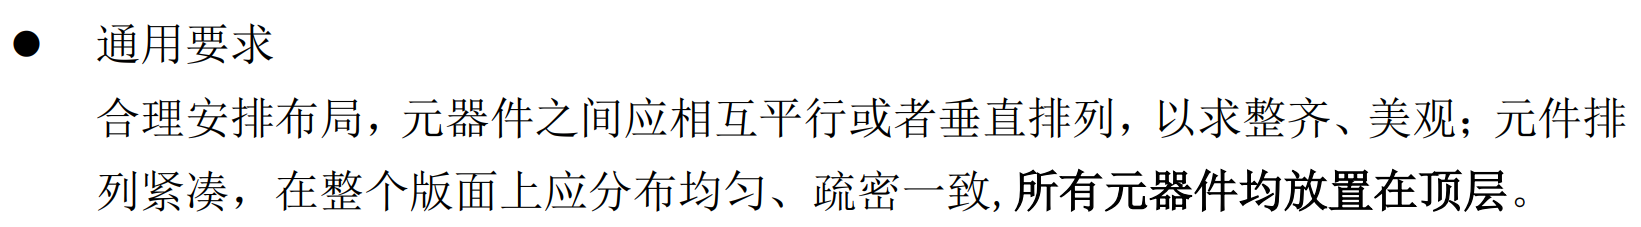 ● 通用要求
合理安排布局，元器件之间应相互平行或者垂直排列，以求整齐、美观；元件排
列紧凑，在整个版面上应分布均匀、疏密一致,所有元器件均放置在顶层。